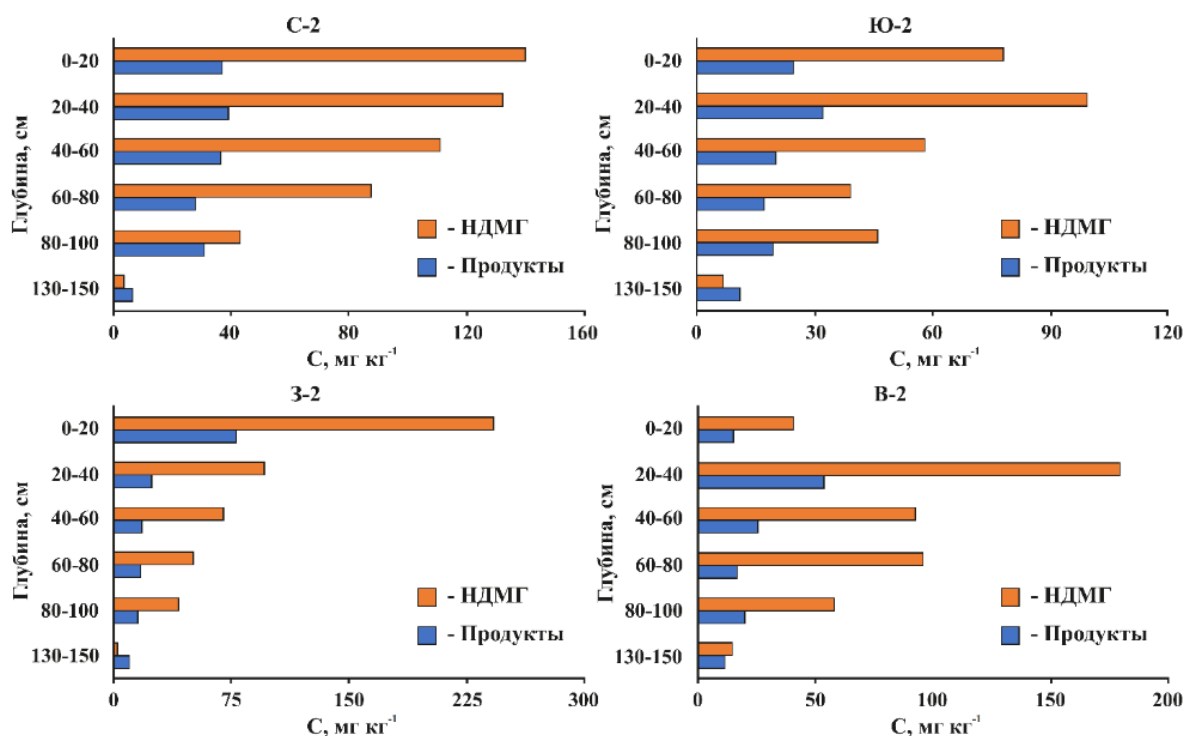 С-2
Глубина, см
0-20
20-40
40-60
60-80
80-100
130-150
- НДМГ
- Продукты
0 40 80 120 160
С, мг кг⁻¹
Ю-2
Глубина, см
0-20
20-40
40-60
60-80
80-100
130-150
- НДМГ
- Продукты
0 30 60 90 120
С, мг кг⁻¹
З-2
Глубина, см
0-20
20-40
40-60
60-80
80-100
130-150
- НДМГ
- Продукты
0 75 150 225 300
С, мг кг⁻¹
В-2
Глубина, см
0-20
20-40
40-60
60-80
80-100
130-150
- НДМГ
- Продукты
0 50 100 150 200
С, мг кг⁻¹